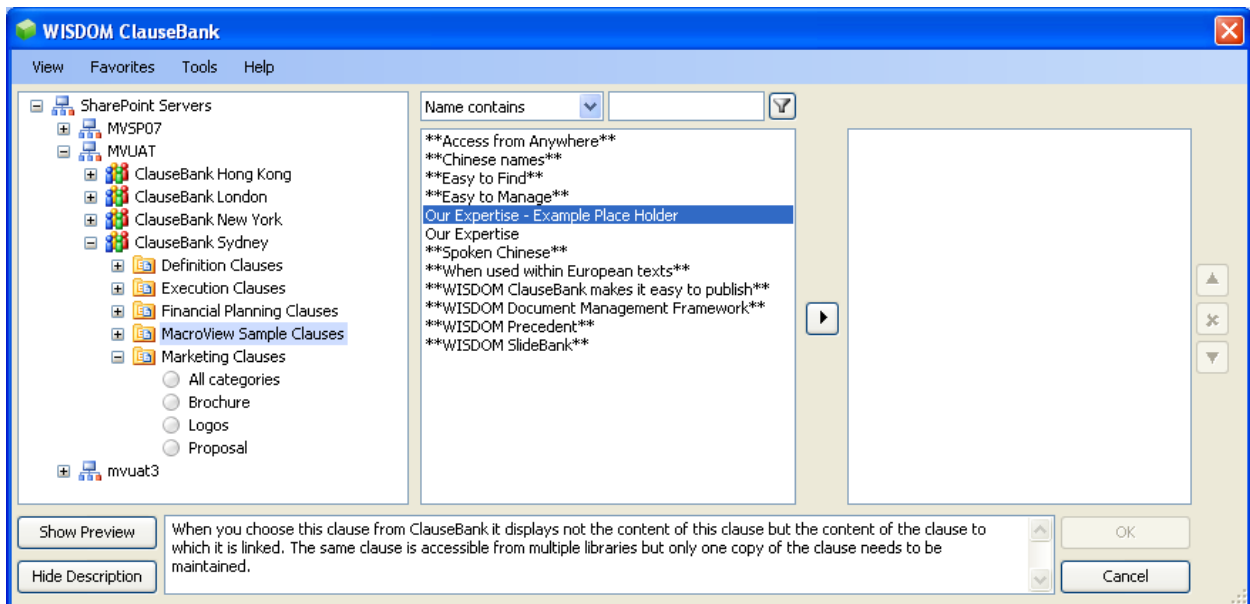 WISDOM ClauseBank
View Favorites Tools Help
SharePoint Servers
MVSP07
MVUAT
ClauseBank Hong Kong
ClauseBank London
ClauseBank New York
ClauseBank Sydney
Definition Clauses
Execution Clauses
Financial Planning Clauses
MacroView Sample Clauses
Marketing Clauses
All categories
Brochure
Logos
Proposal
mvuat3
Name contains
**Access from Anywhere**
**Chinese names**
**Easy to Find**
**Easy to Manage**
Our Expertise - Example Place Holder
Our Expertise
**Spoken Chinese**
**When used within European texts**
**WISDOM ClauseBank makes it easy to publish**
**WISDOM Document Management Framework**
**WISDOM Precedent**
**WISDOM SlideBank**
Show Preview
Hide Description
When you choose this clause from ClauseBank it displays not the content of this clause but the content of the clause to
which it is linked. The same clause is accessible from multiple libraries but only one copy of the clause needs to be
maintained.
OK
Cancel